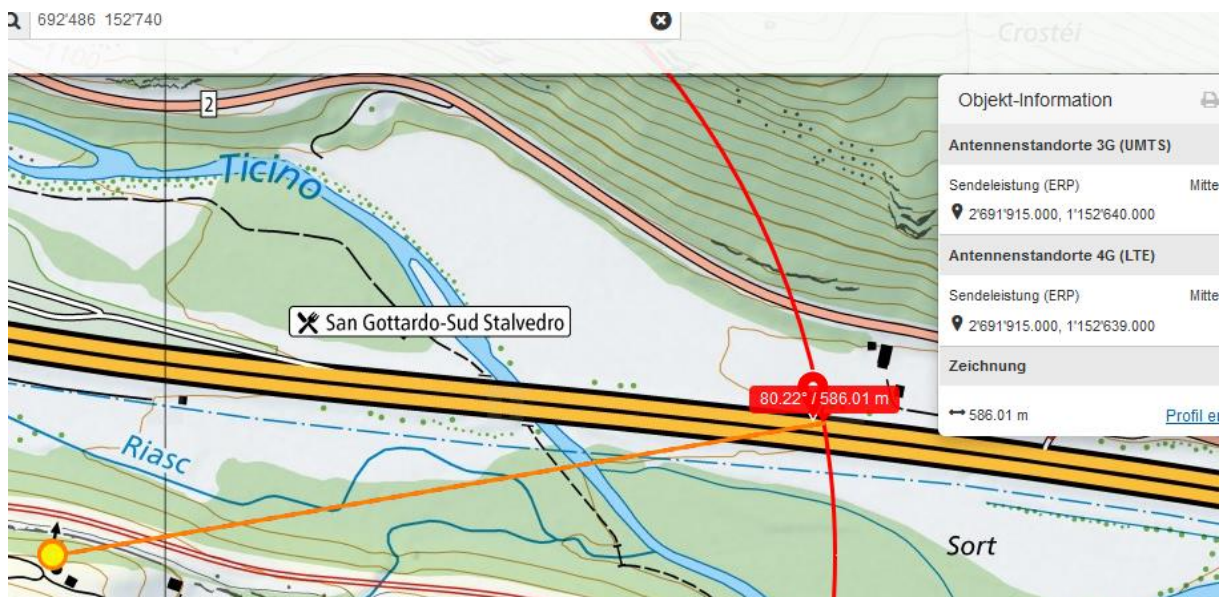 692'486 152'740
Crostéi
2
Objekt-Information
Antennenstandorte 3G (UMTS)
Sendeleistung (ERP) Mitte
2'691'915.000, 1'152'640.000
Antennenstandorte 4G (LTE)
Sendeleistung (ERP) Mitte
2'691'915.000, 1'152'639.000
Zeichnung
586.01 m Profil er
Ticino
San Gottardo-Sud Stalvedro
80.22° / 586.01 m
Riasc
Sort